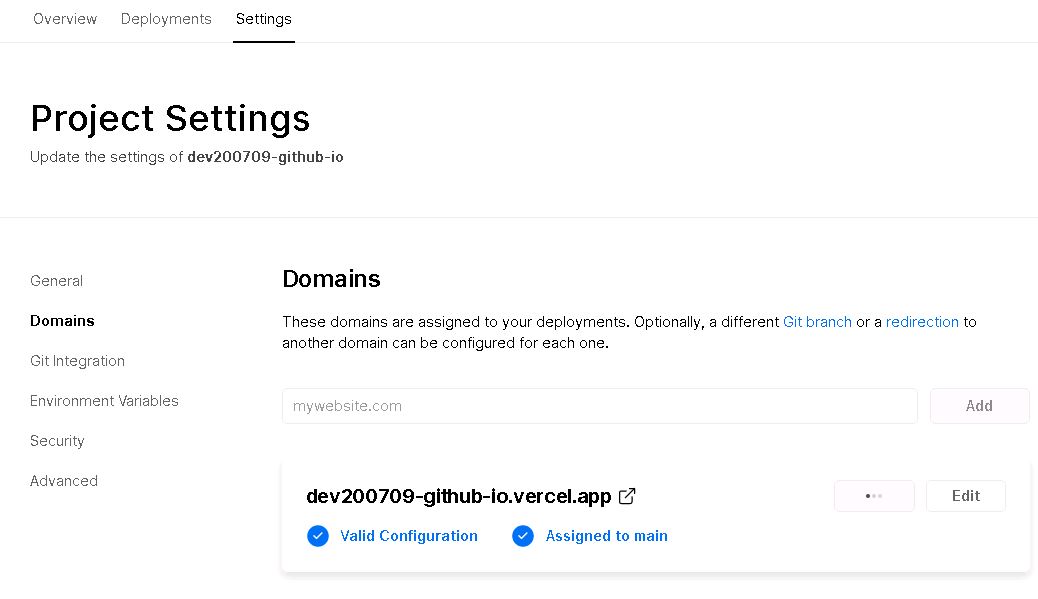 Overview Deployments Settings
Project Settings
Update the settings of dev200709-github-io
General
Domains
Git Integration
Environment Variables
Security
Advanced
Domains
These domains are assigned to your deployments. Optionally, a different Git branch or a redirection to
another domain can be configured for each one.
mywebsite.com Add
dev200709-github-io.vercel.app Edit
Valid Configuration Assigned to main